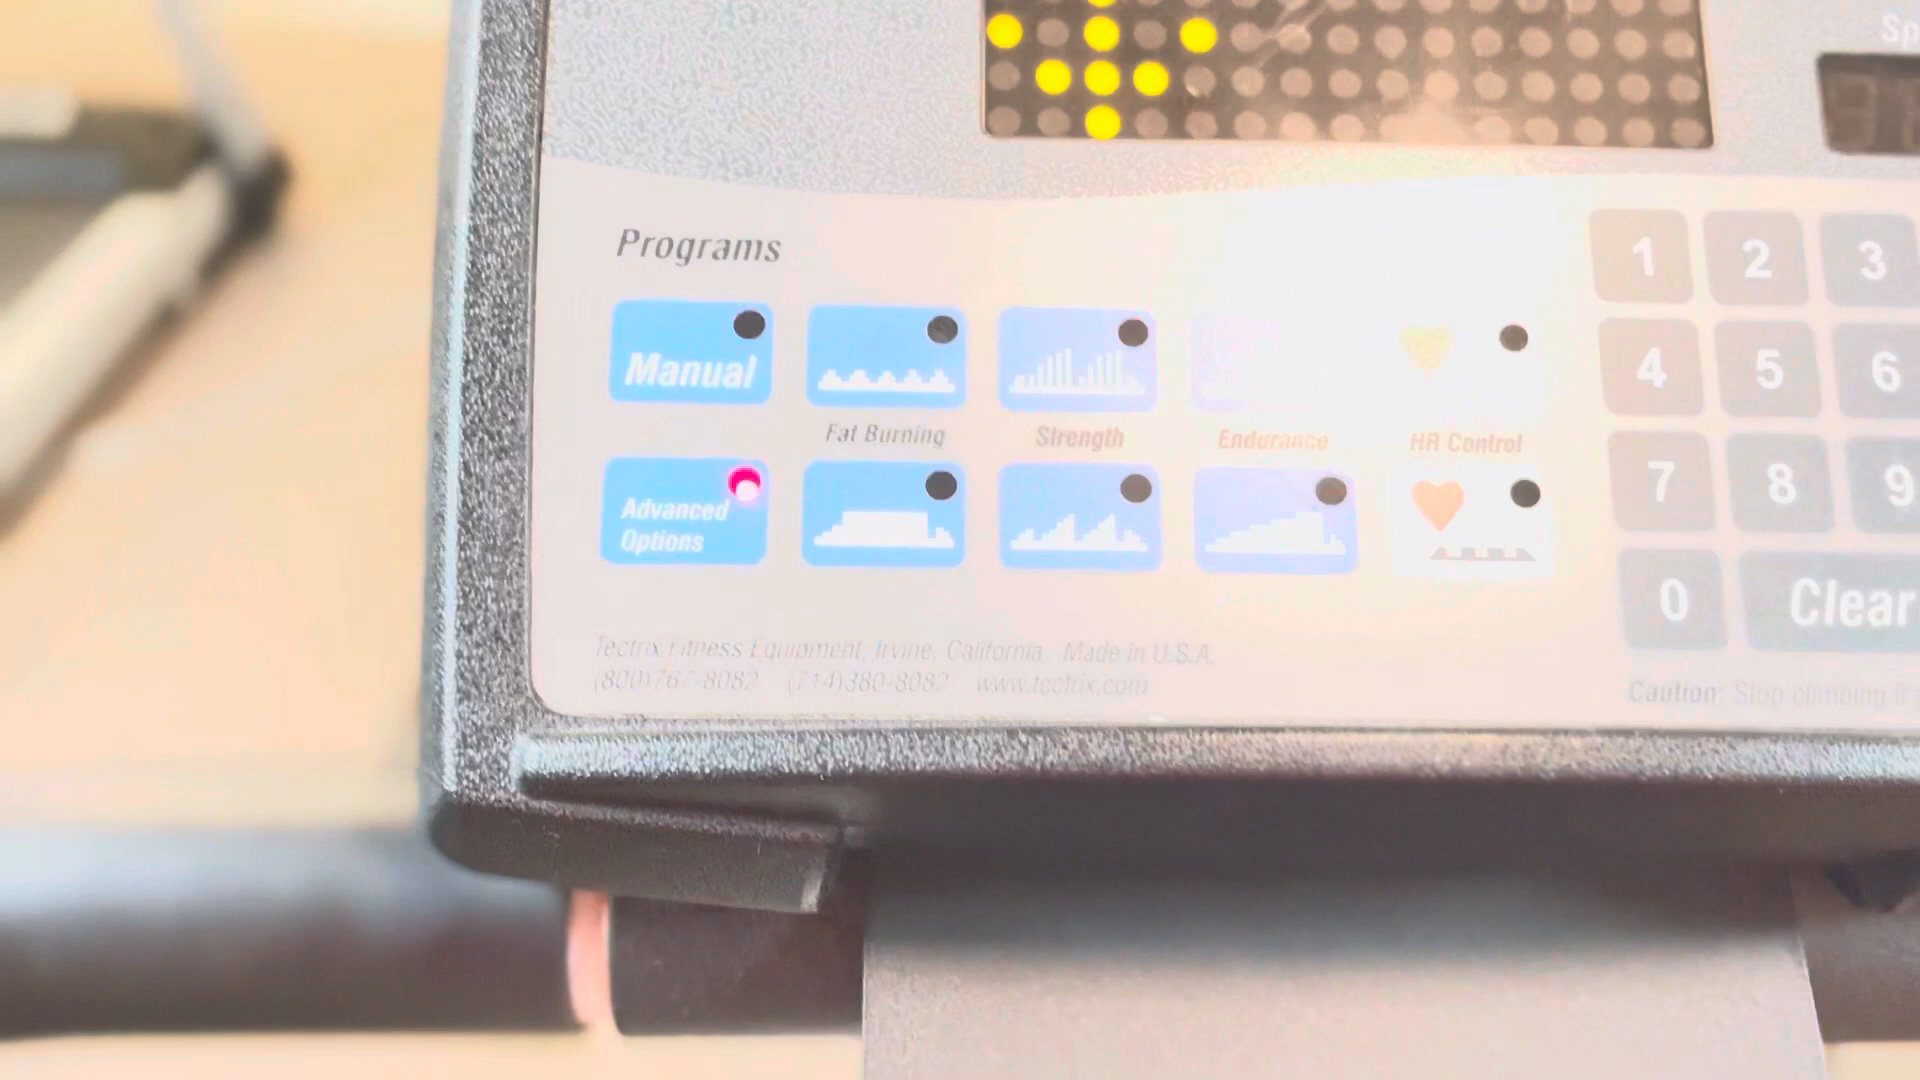 Programs
Manual
Fat Burning
Strength
Endurance
HR Control
Advanced
Options
1 2 3
4 5 6
7 8 9
0 Clear
Tectrix Fitness Equipment, Irvine, California Made in U.S.A.
(800)767-8082 (714)380-8082 www.tectrix.com
Caution: Stop climbing if
Sp